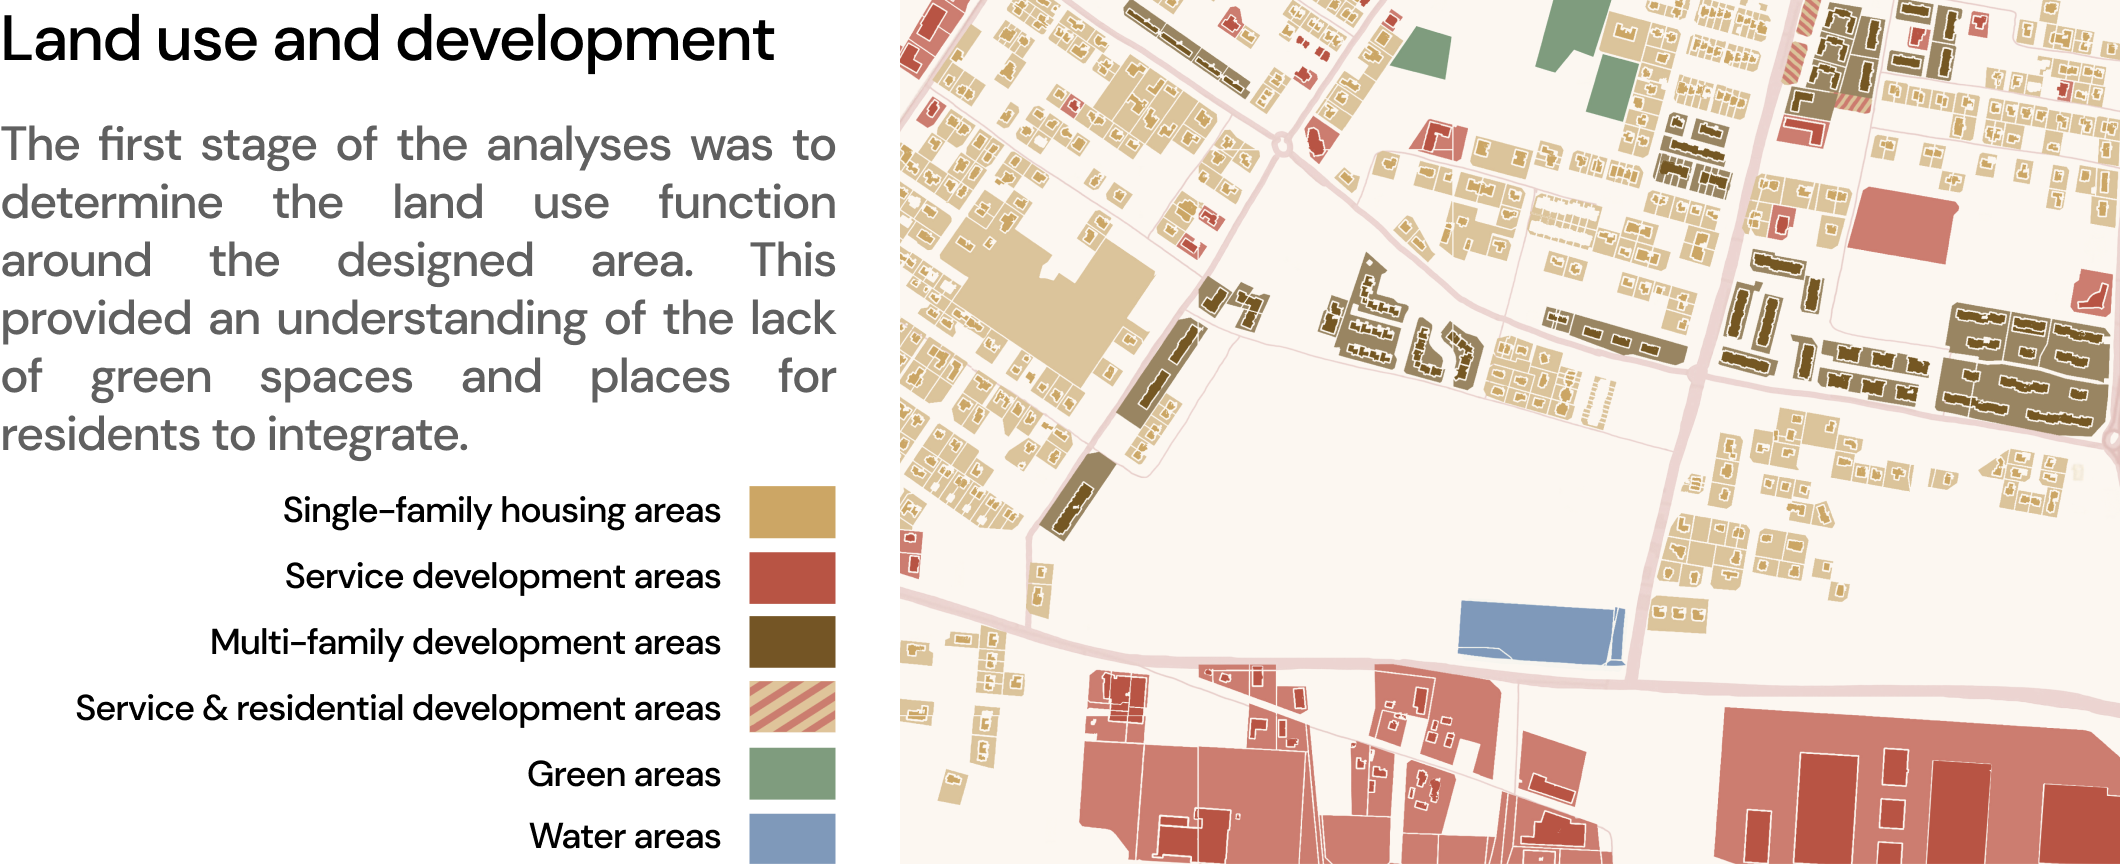 Land use and development
The first stage of the analyses was to
determine the land use function
around the designed area. This
provided an understanding of the lack
of green spaces and places for
residents to integrate.
Single-family housing areas
Service development areas
Multi-family development areas
Service & residential development areas
Green areas
Water areas